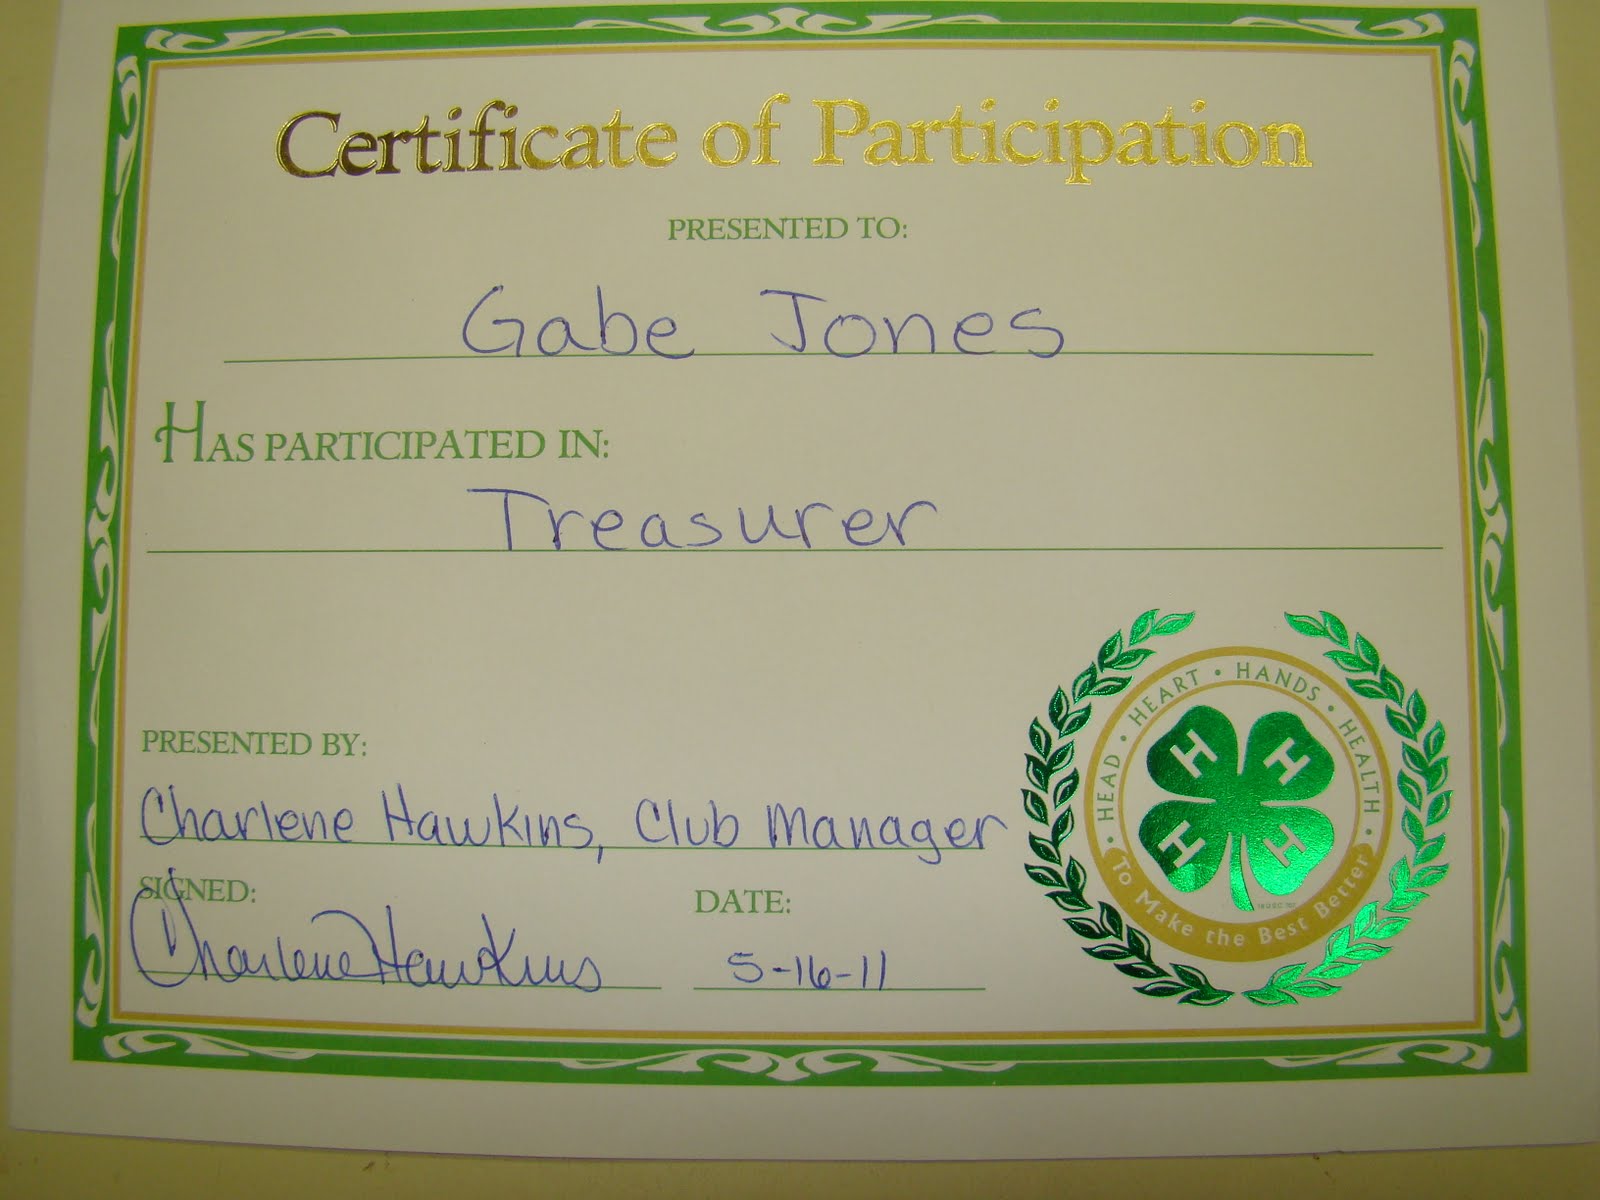 Certificate of Participation
PRESENTED TO:
Gabe Jones
HAS PARTICIPATED IN:
Treasurer
PRESENTED BY:
Charlene Hawkins, Club Manager
SIGNED:
Charlene Hawkins
DATE:
5-16-11
• HEAD • HEART • HANDS • HEALTH •
H H
H H
To Make the Best Better